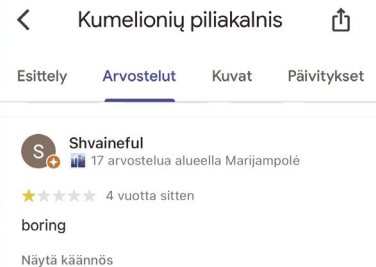 Kumelionių piliakalnis
Esittely Arvostelut Kuvat Päivitykset
S Shvaineful
17 arvostelua alueella Marijampolė
4 vuotta sitten
boring
Näytä käännös